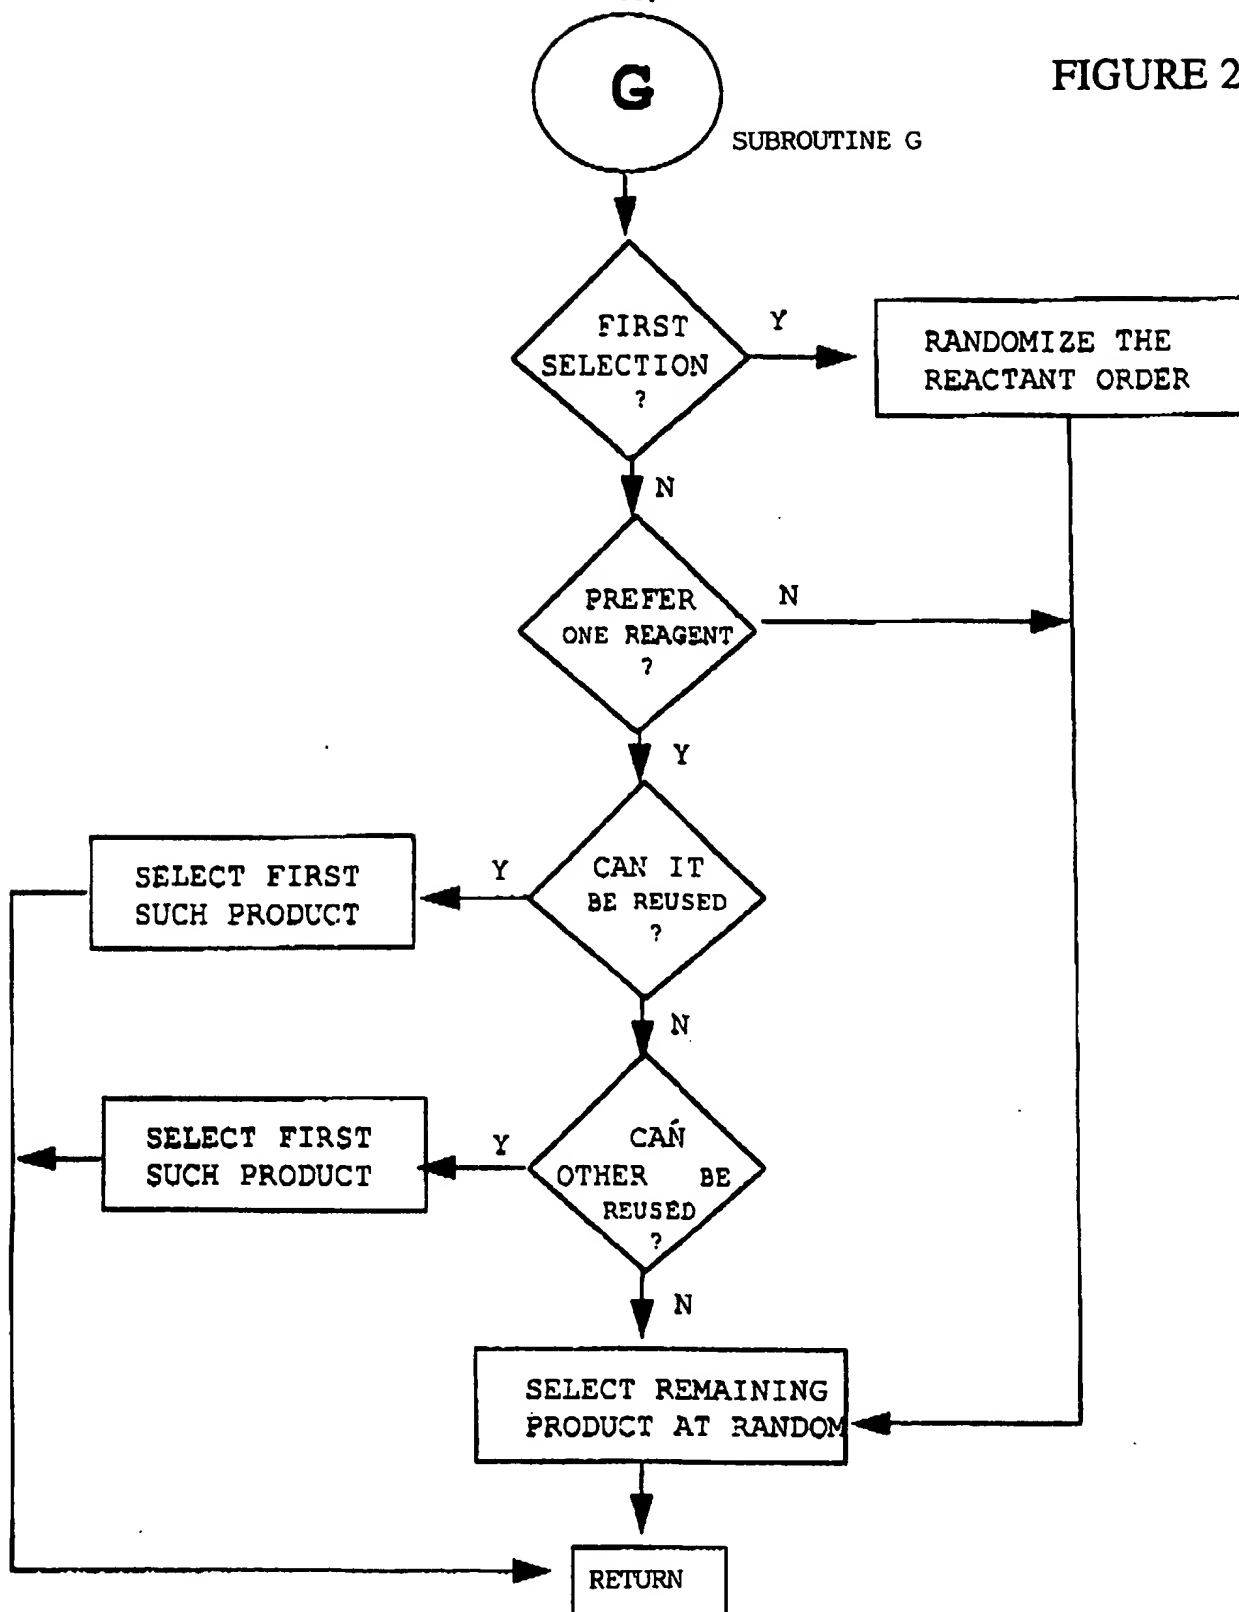 G
FIGURE 2
SUBROUTINE G
FIRST
SELECTION
?
Y
RANDOMIZE THE
REACTANT ORDER
N
PREFER
ONE REAGENT
?
N
Y
CAN IT
BE REUSED
?
Y
SELECT FIRST
SUCH PRODUCT
N
CAN
OTHER BE
REUSED
?
Y
SELECT FIRST
SUCH PRODUCT
N
SELECT REMAINING
PRODUCT AT RANDOM
RETURN